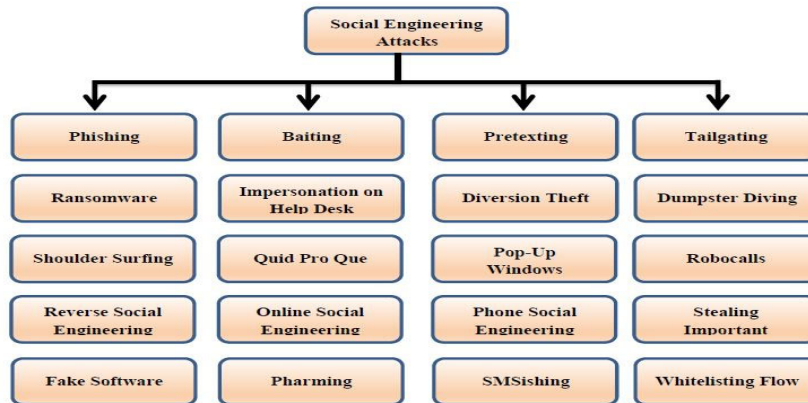 Social Engineering
Attacks
Phishing
Baiting
Pretexting
Tailgating
Ransomware
Impersonation on
Help Desk
Diversion Theft
Dumpster Diving
Shoulder Surfing
Quid Pro Que
Pop-Up
Windows
Robocalls
Reverse Social
Engineering
Online Social
Engineering
Phone Social
Engineering
Stealing
Important
Fake Software
Pharming
SMSishing
Whitelisting Flow